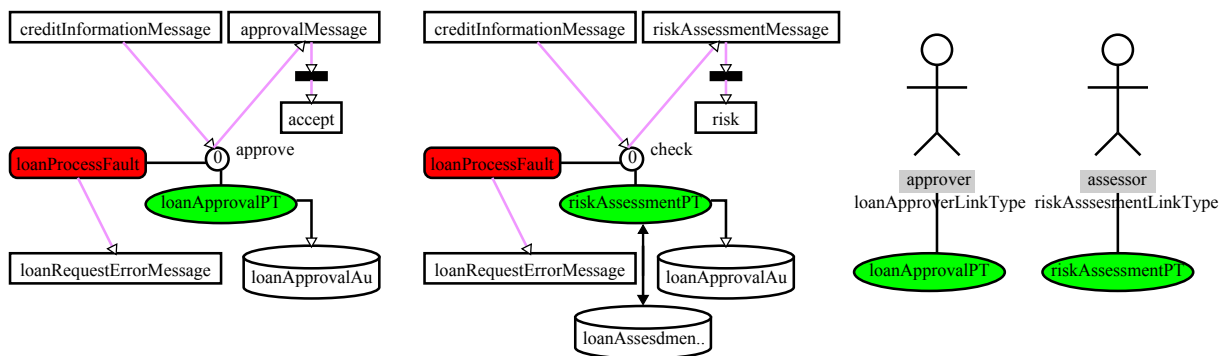 creditInformationMessage
approvalMessage
accept
0
approve
loanProcessFault
loanApprovalPT
loanRequestErrorMessage
loanApprovalAu
creditInformationMessage
riskAssessmentMessage
risk
0
check
loanProcessFault
riskAssessmentPT
loanRequestErrorMessage
loanApprovalAu
loanAssesdmen..
approver
loanApproverLinkType
loanApprovalPT
assessor
riskAsssesmentLinkType
riskAssessmentPT